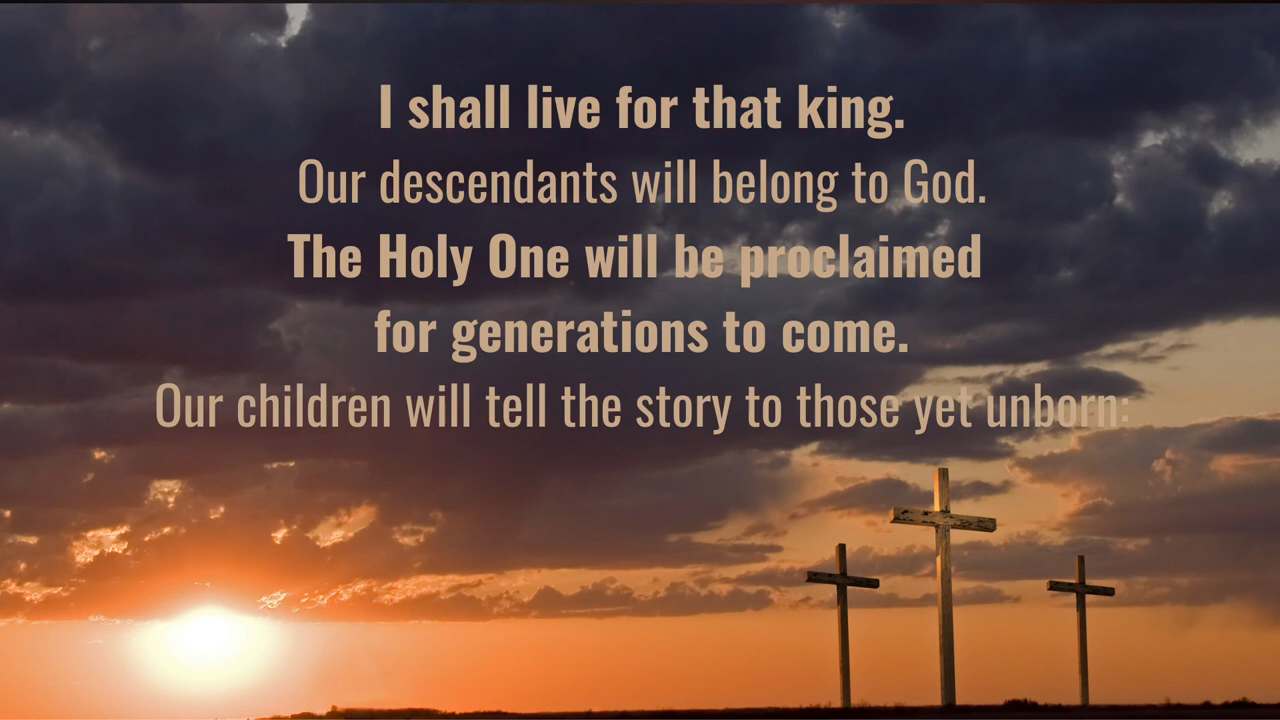 I shall live for that king.
Our descendants will belong to God.
The Holy One will be proclaimed
for generations to come.
Our children will tell the story to those yet unborn: